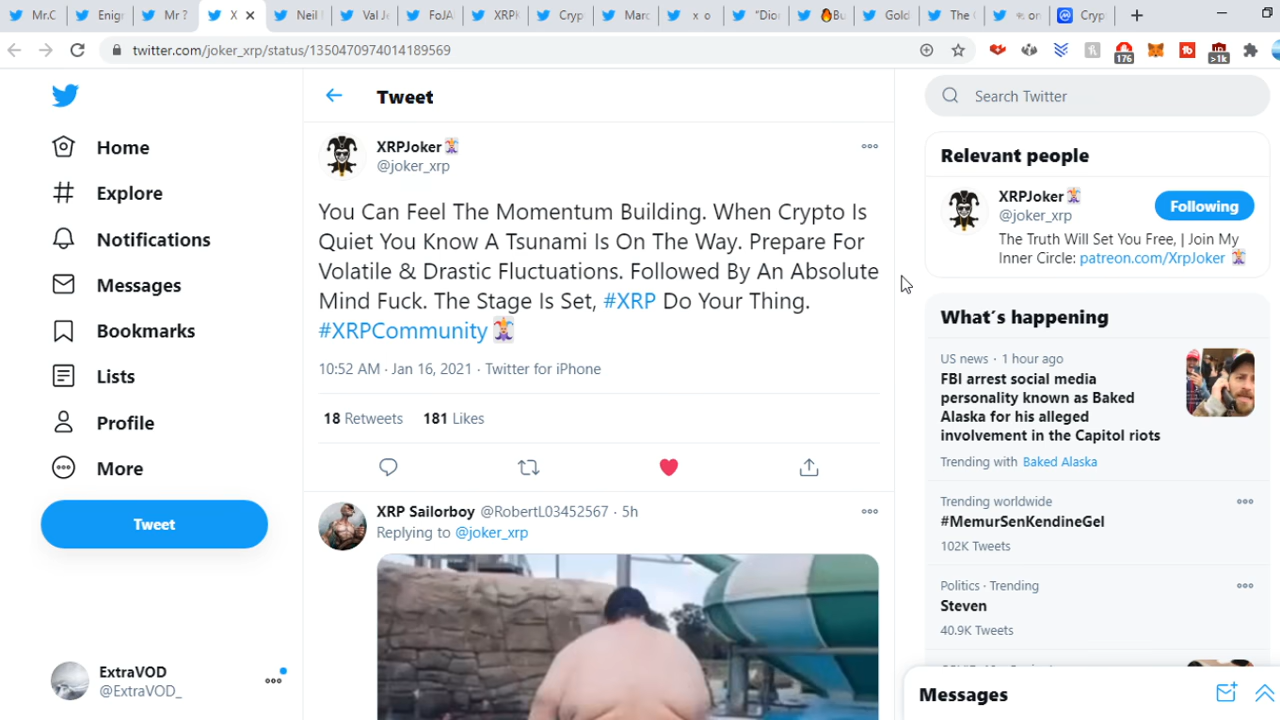 Mr.C
Enigr
Mr ?
X
Neil
Val Je
FoJA
XRPI
Cryp
Marc
x o
"Dio
Bu
Gold
The
on
Cryp
twitter.com/joker_xrp/status/1350470974014189569
176
>1k
Home
Explore
Notifications
Messages
Bookmarks
Lists
Profile
More
Tweet
ExtraVOD
@ExtraVOD_
Tweet
XRPJoker🃏
@joker_xrp
You Can Feel The Momentum Building. When Crypto Is
Quiet You Know A Tsunami Is On The Way. Prepare For
Volatile & Drastic Fluctuations. Followed By An Absolute
Mind Fuck. The Stage Is Set, #XRP Do Your Thing.
#XRPCommunity🃏
10:52 AM · Jan 16, 2021 · Twitter for iPhone
18 Retweets 181 Likes
XRP Sailorboy @RobertL03452567 · 5h
Replying to @joker_xrp
Search Twitter
Relevant people
XRPJoker🃏
@joker_xrp
Following
The Truth Will Set You Free, | Join My
Inner Circle: patreon.com/XrpJoker 🃏
What's happening
US news · 1 hour ago
FBI arrest social media
personality known as Baked
Alaska for his alleged
involvement in the Capitol riots
Trending with Baked Alaska
Trending worldwide
#MemurSenKendineGel
102K Tweets
Politics · Trending
Steven
40.9K Tweets
Messages